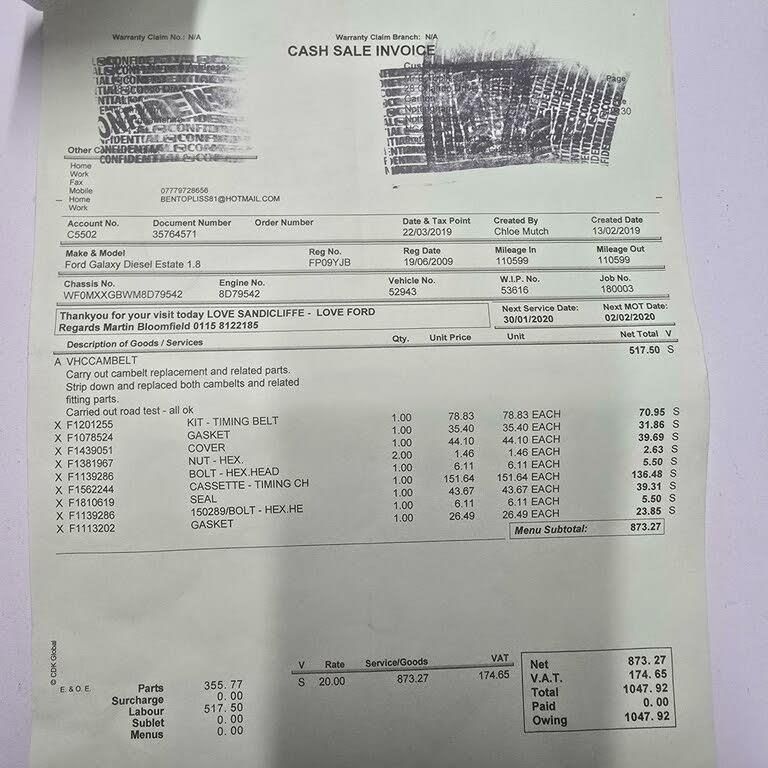 Warranty Claim No.: N/A Warranty Claim Branch: N/A
CASH SALE INVOICE
Page
Other
Home
Work
Fax
Mobile 07779728656
Home BENTOPLISS81@HOTMAIL.COM
Work
Account No. Document Number Order Number Date & Tax Point Created By Created Date
C5502 35764571 22/03/2019 Chloe Mutch 13/02/2019
Make & Model Reg No. Reg Date Mileage In Mileage Out
Ford Galaxy Diesel Estate 1.8 FP09YJB 19/06/2009 110599 110599
Chassis No. Engine No. Vehicle No. W.I.P. No. Job No.
WF0MXXGBWM8D79542 8D79542 52943 53616 180003
Thankyou for your visit today LOVE SANDICLIFFE - LOVE FORD
Regards Martin Bloomfield 0115 8122185
Next Service Date: Next MOT Date:
30/01/2020 02/02/2020
Description of Goods / Services Qty. Unit Price Unit Net Total V
A VHCCAMBELT 517.50 S
Carry out cambelt replacement and related parts.
Strip down and replaced both cambelts and related
fitting parts.
Carried out road test - all ok
X F1201255 KIT - TIMING BELT 1.00 78.83 78.83 EACH 70.95 S
X F1078524 GASKET 1.00 35.40 35.40 EACH 31.86 S
X F1439051 COVER 1.00 44.10 44.10 EACH 39.69 S
X F1381967 NUT - HEX. 2.00 1.46 1.46 EACH 2.63 S
X F1139286 BOLT - HEX.HEAD 1.00 6.11 6.11 EACH 5.50 S
X F1562244 CASSETTE - TIMING CH 1.00 151.64 151.64 EACH 136.48 S
X F1810619 SEAL 1.00 43.67 43.67 EACH 39.31 S
X F1139286 150289/BOLT - HEX.HE 1.00 6.11 6.11 EACH 5.50 S
X F1113202 GASKET 1.00 26.49 26.49 EACH 23.85 S
Menu Subtotal: 873.27
© CDK Global
E. & O. E.
Parts 355.77
Surcharge 0.00
Labour 517.50
Sublet 0.00
Menus 0.00
V Rate Service/Goods VAT
S 20.00 873.27 174.65
Net 873.27
V.A.T. 174.65
Total 1047.92
Paid 0.00
Owing 1047.92